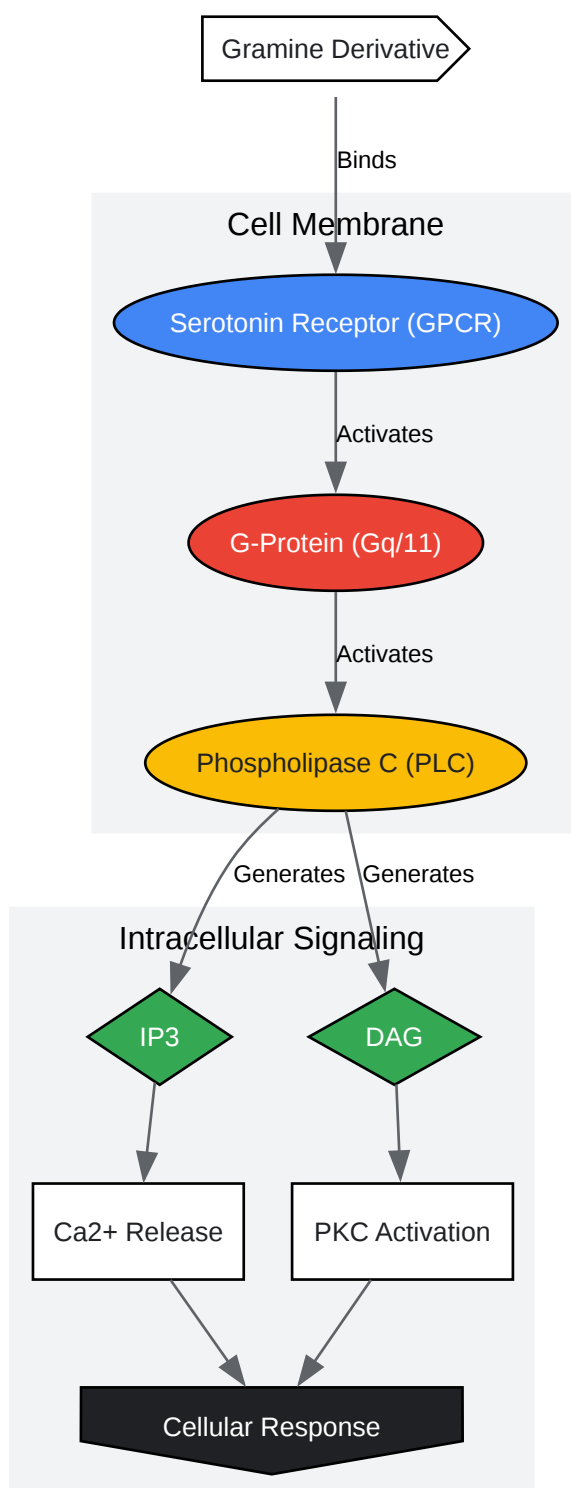 Gramine Derivative
Binds
Cell Membrane
Serotonin Receptor (GPCR)
Activates
G-Protein (Gq/11)
Activates
Phospholipase C (PLC)
Generates
Generates
Intracellular Signaling
IP3
DAG
Ca2+ Release
PKC Activation
Cellular Response